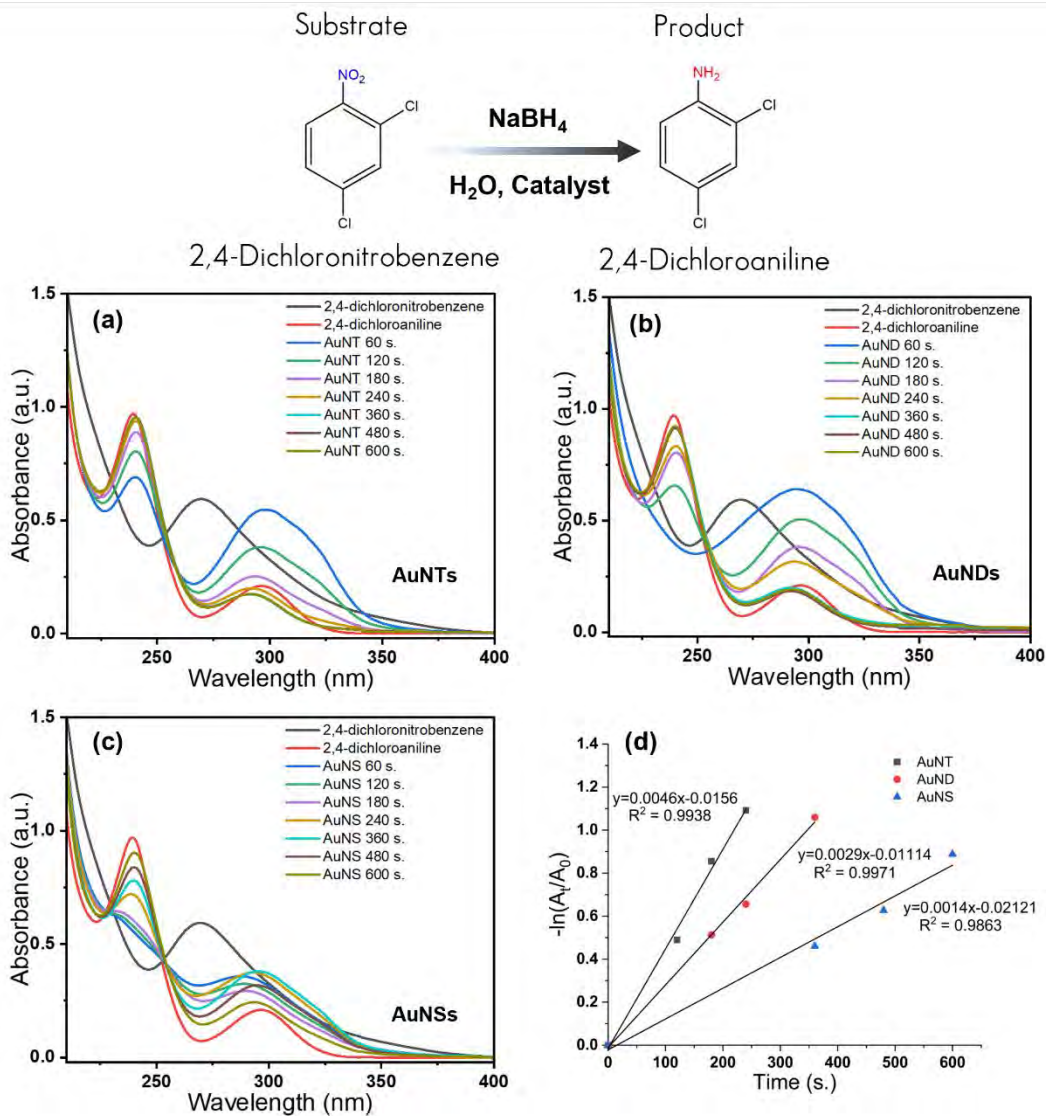 Substrate
Product
NO₂
Cl
Cl
NaBH₄
H₂O, Catalyst
NH₂
Cl
Cl
2,4-Dichloronitrobenzene
2,4-Dichloroaniline
(a)
2,4-dichloronitrobenzene
2,4-dichloroaniline
AuNT 60 s.
AuNT 120 s.
AuNT 180 s.
AuNT 240 s.
AuNT 360 s.
AuNT 480 s.
AuNT 600 s.
AuNTs
1.5
1.0
0.5
0.0
Absorbance (a.u.)
250
300
350
400
Wavelength (nm)
(b)
2,4-dichloronitrobenzene
2,4-dichloroaniline
AuND 60 s.
AuND 120 s.
AuND 180 s.
AuND 240 s.
AuND 360 s.
AuND 480 s.
AuND 600 s.
AuNDs
1.5
1.0
0.5
0.0
Absorbance (a.u.)
250
300
350
400
Wavelength (nm)
(c)
2,4-dichloronitrobenzene
2,4-dichloroaniline
AuNS 60 s.
AuNS 120 s.
AuNS 180 s.
AuNS 240 s.
AuNS 360 s.
AuNS 480 s.
AuNS 600 s.
AuNSs
1.5
1.0
0.5
0.0
Absorbance (a.u.)
250
300
350
400
Wavelength (nm)
(d)
AuNT
AuND
AuNS
y=0.0046x-0.0156
R² = 0.9938
y=0.0029x-0.01114
R² = 0.9971
y=0.0014x-0.02121
R² = 0.9863
1.4
1.2
1.0
0.8
0.6
0.4
0.2
0.0
-ln(Aₜ/A₀)
0
100
200
300
400
500
600
Time (s.)